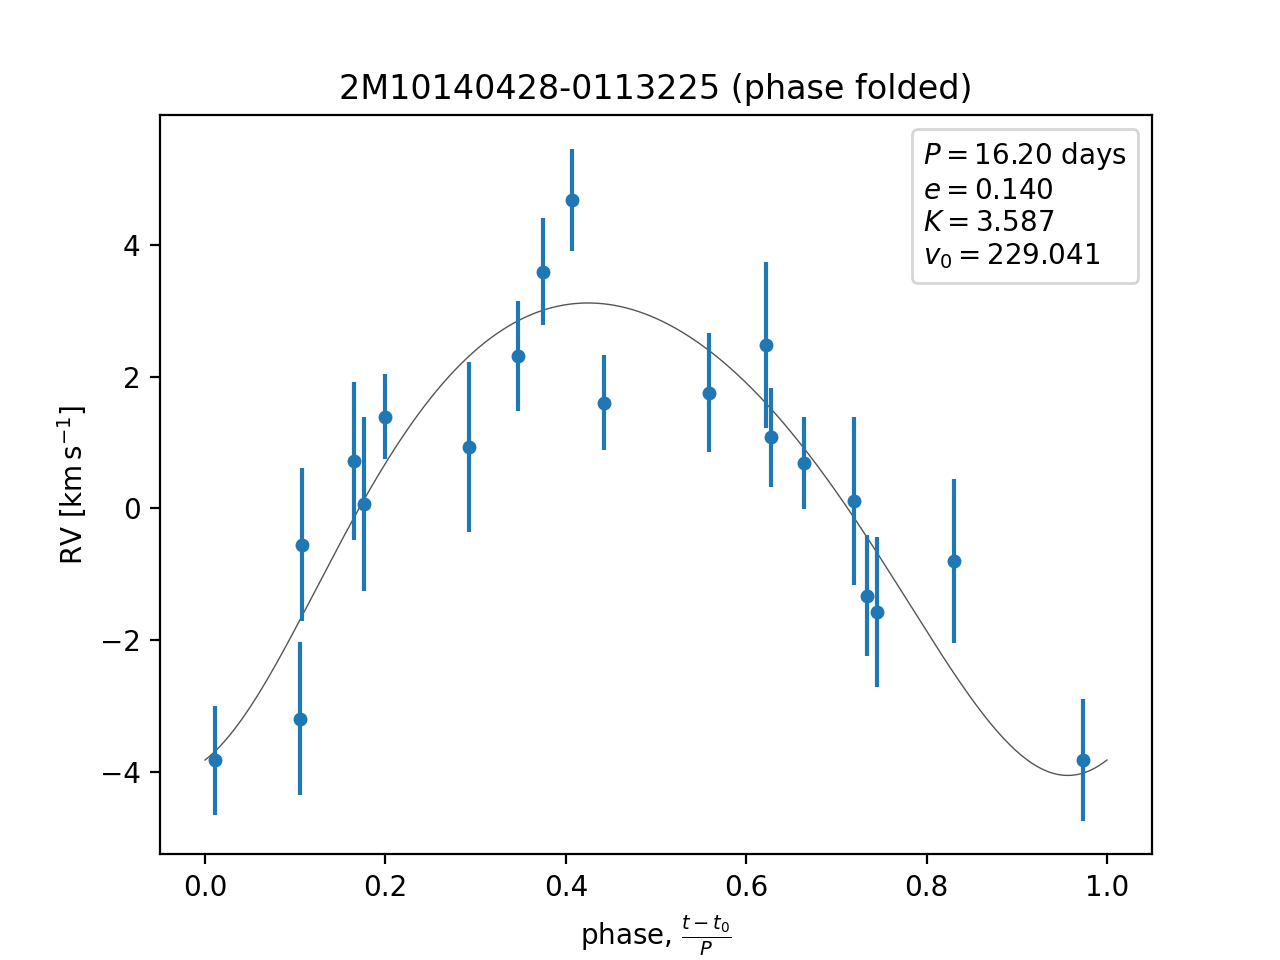 2M10140428-0113225 (phase folded)
P = 16.20 days
e = 0.140
K = 3.587
v₀ = 229.041
RV [km s⁻¹]
4
2
0
−2
−4
0.0 0.2 0.4 0.6 0.8 1.0
phase, (t − t₀)/P